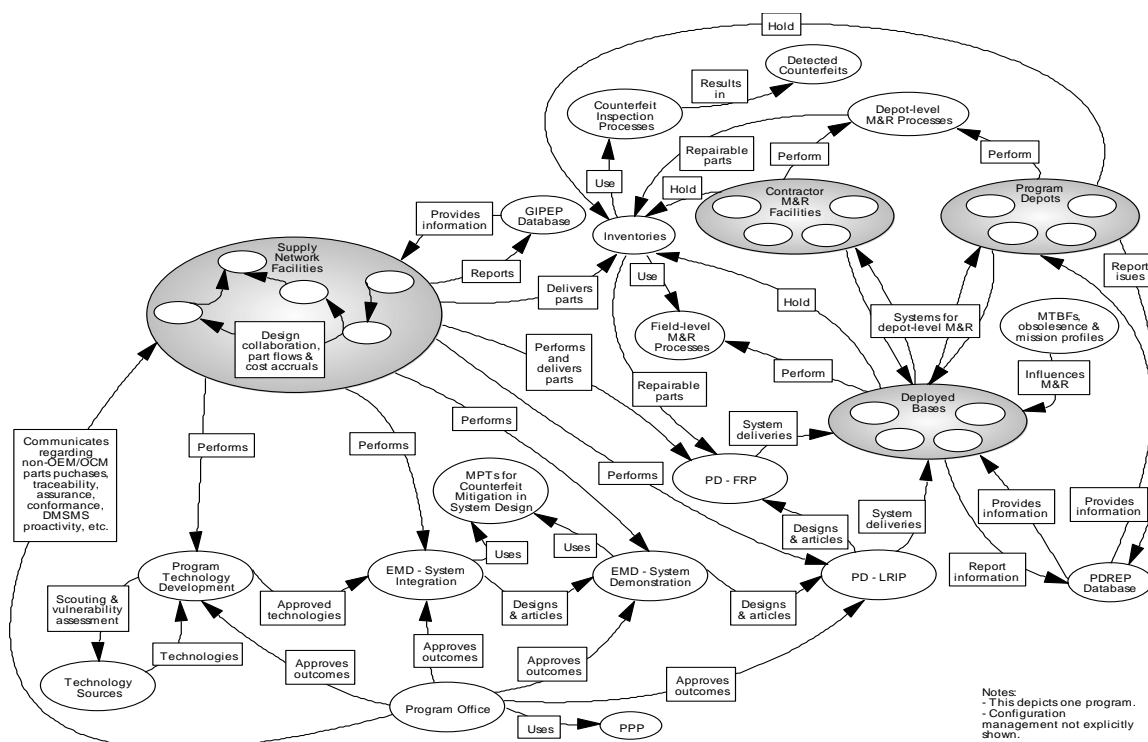 Hold
Detected
Counterfeits
Results
in
Counterfeit
Inspection
Processes
Depot-level
M&R Processes
Repairable
parts
Perform
Perform
Use
Hold
Contractor
M&R
Facilities
Program
Depots
Provides
information
GIPEP
Database
Inventories
Supply
Network
Facilities
Reports
Delivers
parts
Use
Hold
Report
isues
Systems for
depot-level M&R
MTBFs,
obsolesence &
mission profiles
Design
collaboration,
part flows &
cost accruals
Field-level
M&R
Processes
Performs
and
delivers
parts
Perform
Influences
M&R
Repairable
parts
Deployed
Bases
Communicates
regarding
non-OEM/OCM
parts puchases,
traceability,
assurance,
conformance,
DMSMS
proactivity, etc.
Performs
Performs
Performs
System
deliveries
MPTs for
Counterfeit
Mitigation in
System Design
Performs
PD - FRP
System
deliveries
Provides
information
Provides
information
Designs
& articles
Uses
Uses
Program
Technology
Development
EMD - System
Integration
EMD - System
Demonstration
PD - LRIP
Report
information
PDREP
Database
Scouting &
vulnerability
assessment
Approved
technologies
Designs
& articles
Designs
& articles
Technologies
Approves
outcomes
Approves
outcomes
Approves
outcomes
Approves
outcomes
Technology
Sources
Program Office
Uses
PPP
Notes:
- This depicts one program.
- Configuration
management not explicitly
shown.